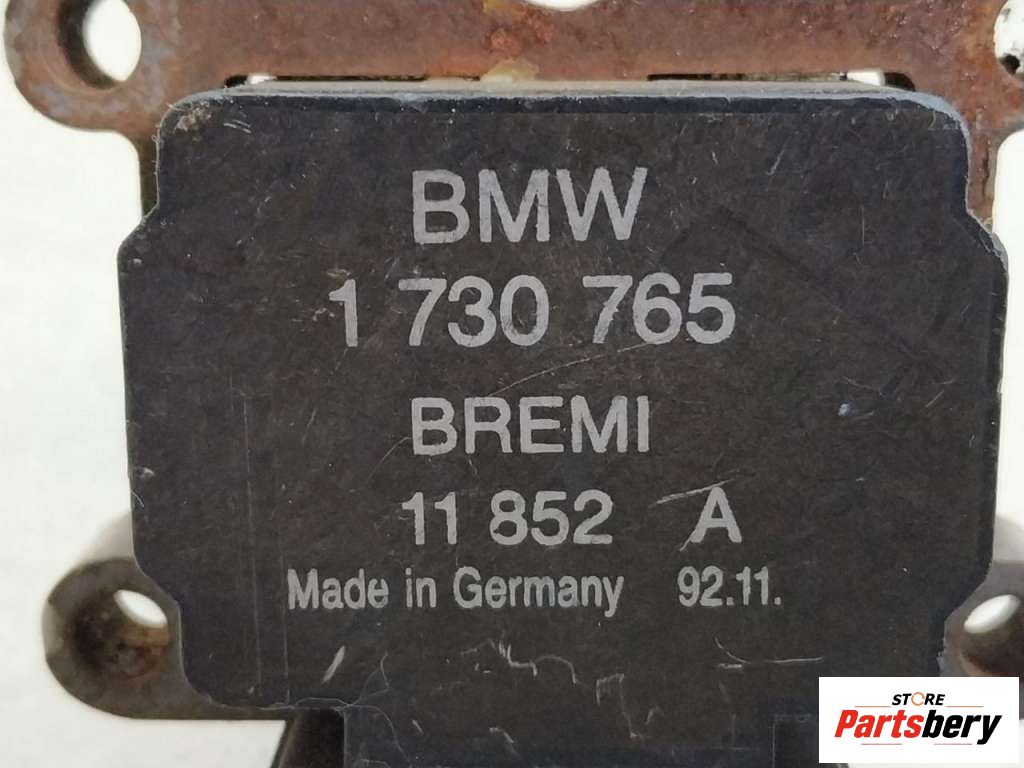 BMW
1 730 765
BREMI
11 852 A
Made in Germany 92.11.
STORE
Partsbery